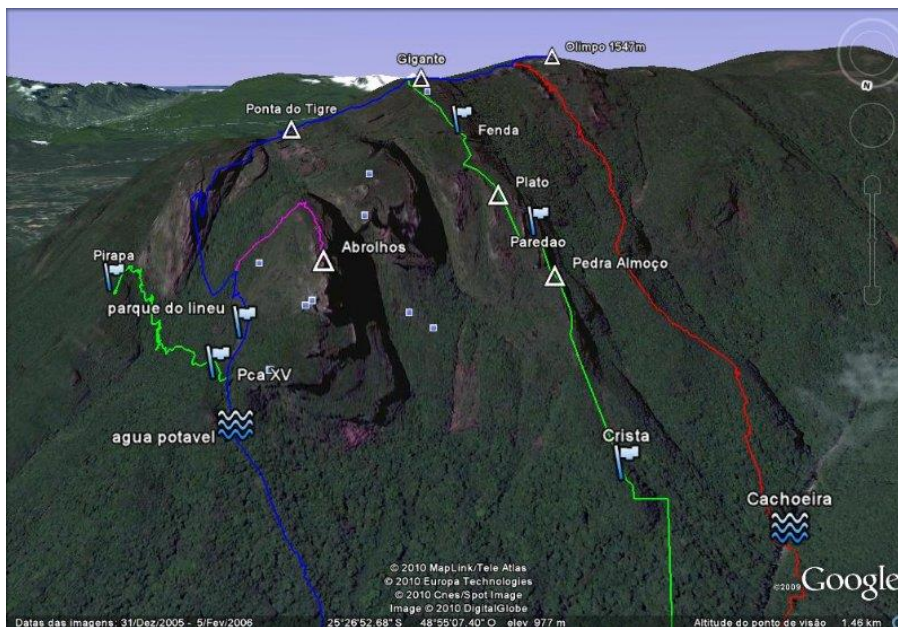 Olimpo 1547m
Gigante
N
Ponta do Tigre
Fenda
Plato
Paredao
Abrolhos
Pirapa
Pedra Almoço
parque do lineu
Pca XV
agua potavel
Crista
Cachoeira
© 2010 MapLink/Tele Atlas
© 2010 Europa Technologies
© 2010 Cnes/Spot Image
Image © 2010 DigitalGlobe
©2009 Google
Datas das imagens: 31/Dez/2005 - 5/Fev/2006 25°26'52.68" S 48°55'07.40" O elev 977 m Altitude do ponto de visão 1.46 km